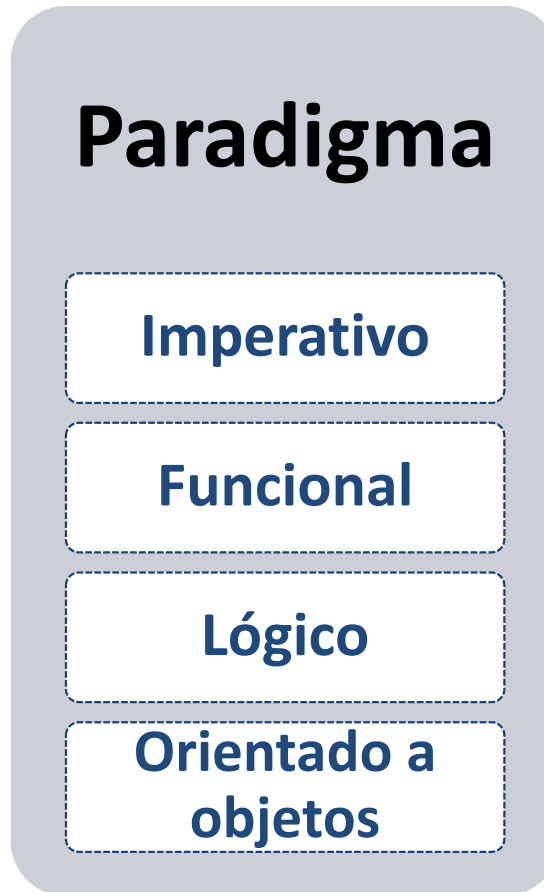 Paradigma
Imperativo
Funcional
Lógico
Orientado a
objetos